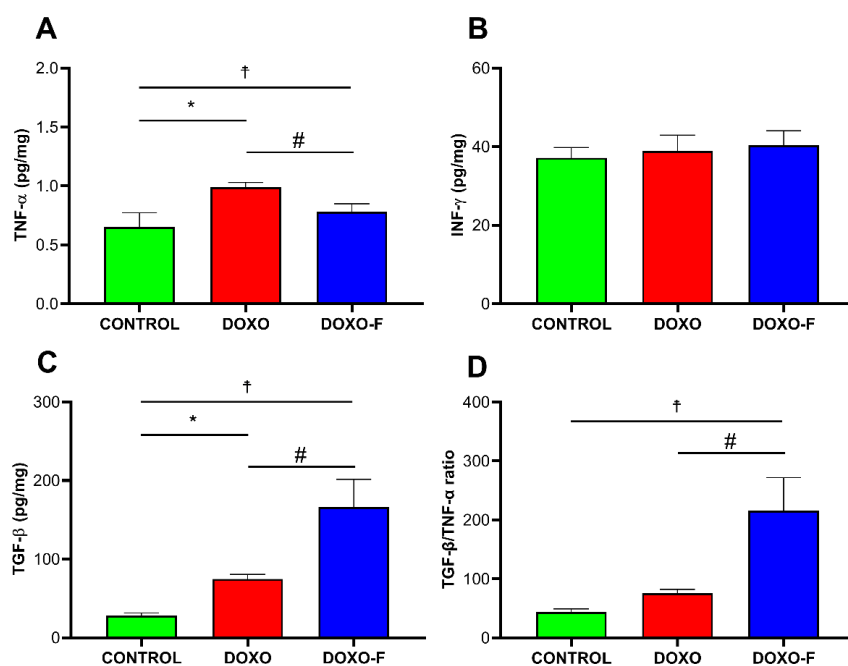 A
TNF-α (pg/mg)
2.0
1.5
1.0
0.5
0.0
☨
*
#
CONTROL DOXO DOXO-F
B
INF-γ (pg/mg)
60
40
20
0
CONTROL DOXO DOXO-F
C
TGF-β (pg/mg)
300
200
100
0
☨
*
#
CONTROL DOXO DOXO-F
D
TGF-β/TNF-α ratio
400
300
200
100
0
☨
#
CONTROL DOXO DOXO-F